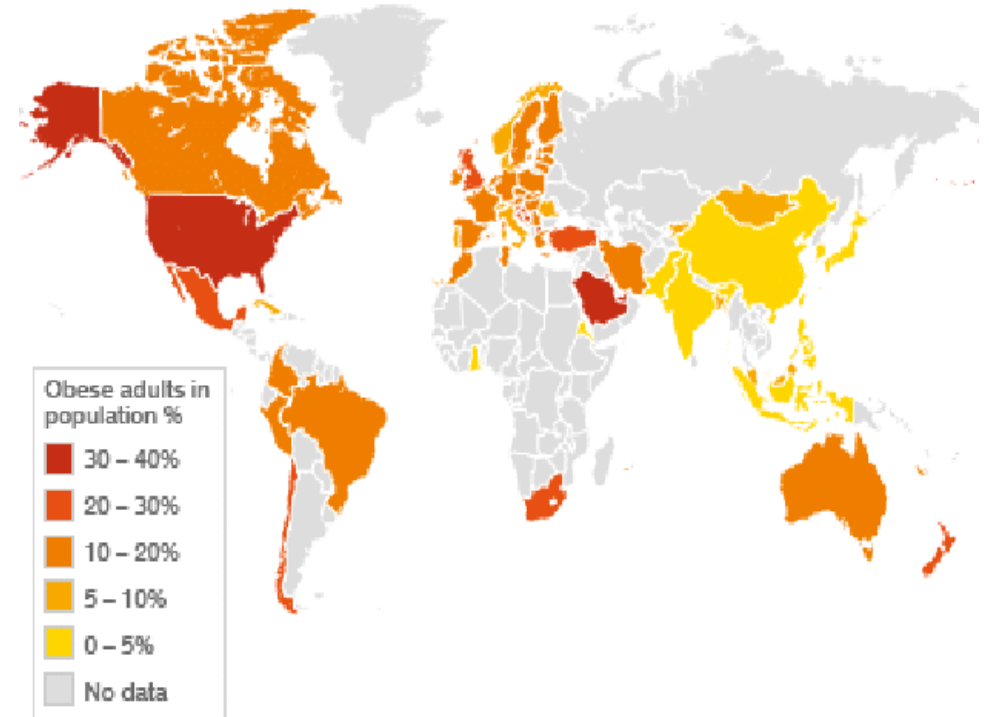 Obese adults in
population %
30 – 40%
20 – 30%
10 – 20%
5 – 10%
0 – 5%
No data